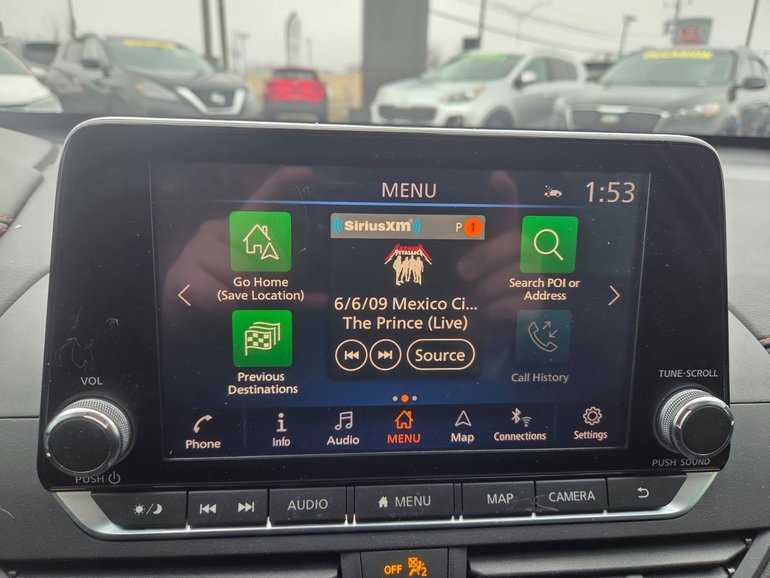 MENU 1:53
SiriusXM P 1
METALLICA
Go Home
(Save Location)
6/6/09 Mexico Ci...
The Prince (Live)
Source
Search POI or
Address
Previous
Destinations
Call History
Phone Info Audio MENU Map Connections Settings
VOL
PUSH
TUNE·SCROLL
PUSH SOUND
AUDIO MENU MAP CAMERA
OFF 2